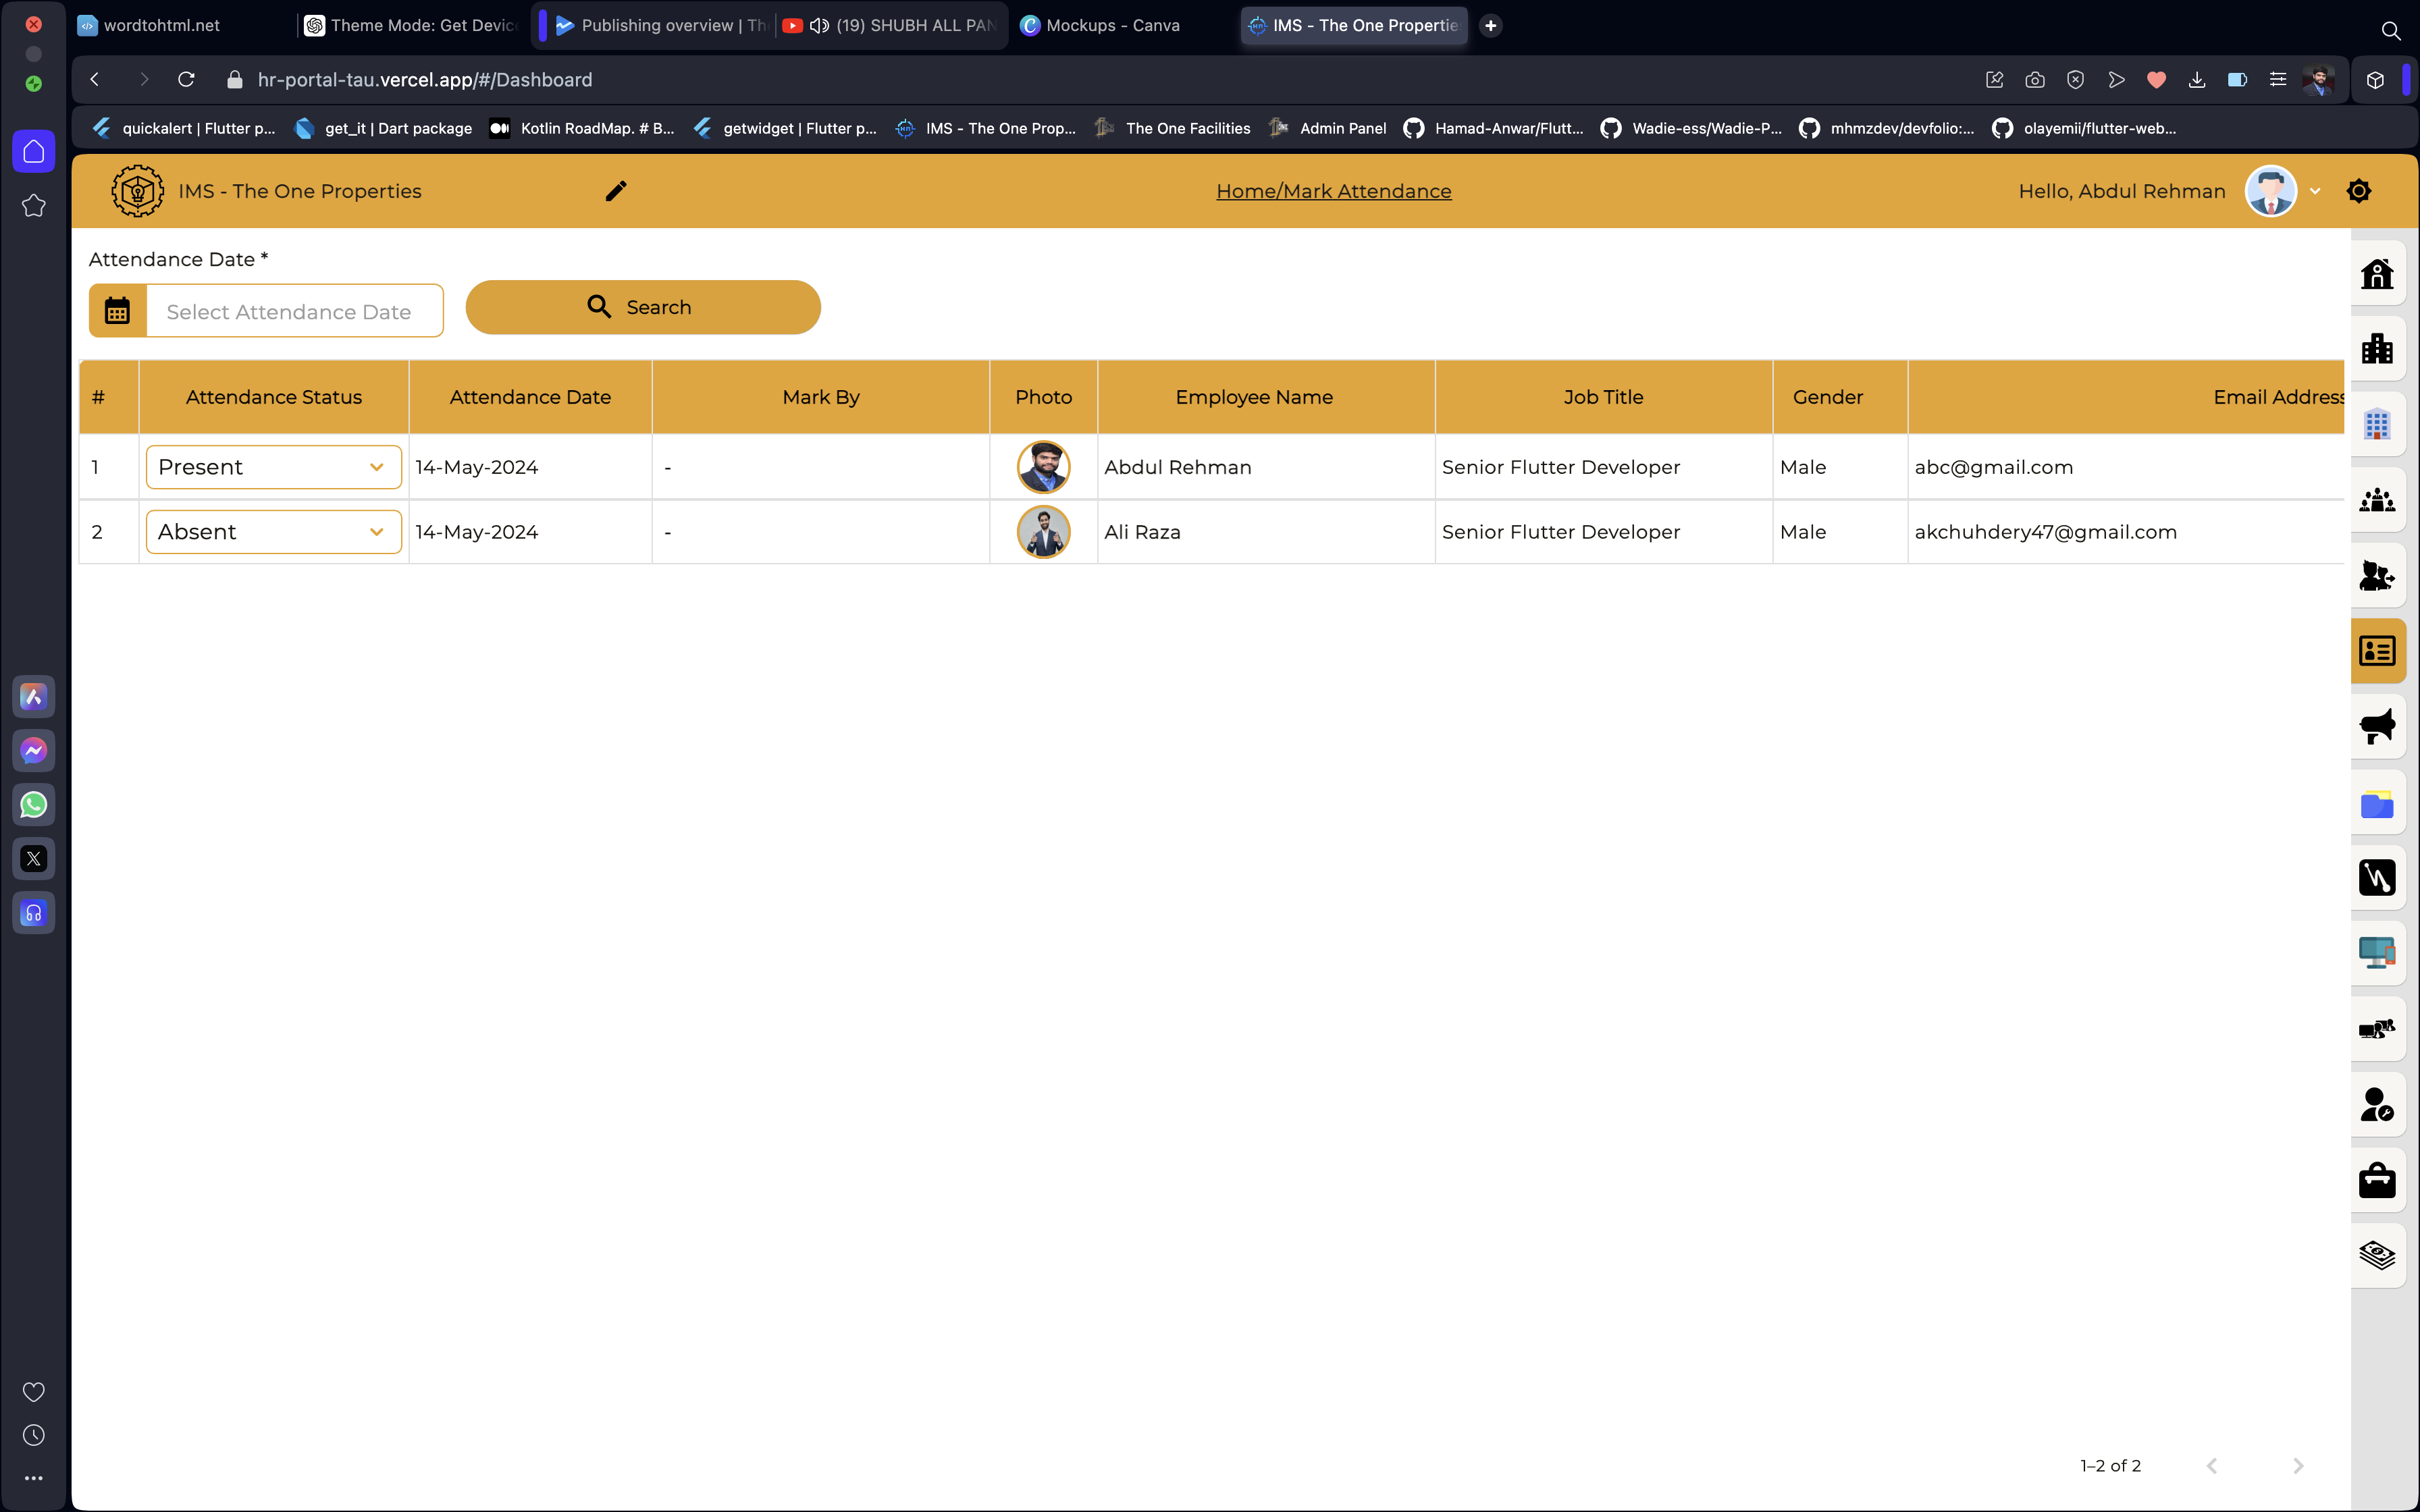 wordtohtml.net
Theme Mode: Get Devic
Publishing overview | Th
(19) SHUBH ALL PAN
Mockups - Canva
IMS - The One Propertie
hr-portal-tau.vercel.app/#/Dashboard
quickalert | Flutter p...
get_it | Dart package
Kotlin RoadMap. # B...
getwidget | Flutter p...
IMS - The One Prop...
The One Facilities
Admin Panel
Hamad-Anwar/Flutt...
Wadie-ess/Wadie-P...
mhmzdev/devfolio:...
olayemii/flutter-web...
IMS - The One Properties
Home/Mark Attendance
Hello, Abdul Rehman
Attendance Date *
Select Attendance Date
Search
# Attendance Status Attendance Date Mark By Photo Employee Name Job Title Gender Email Address
1 Present 14-May-2024 - Abdul Rehman Senior Flutter Developer Male abc@gmail.com
2 Absent 14-May-2024 - Ali Raza Senior Flutter Developer Male akchuhdery47@gmail.com
1–2 of 2